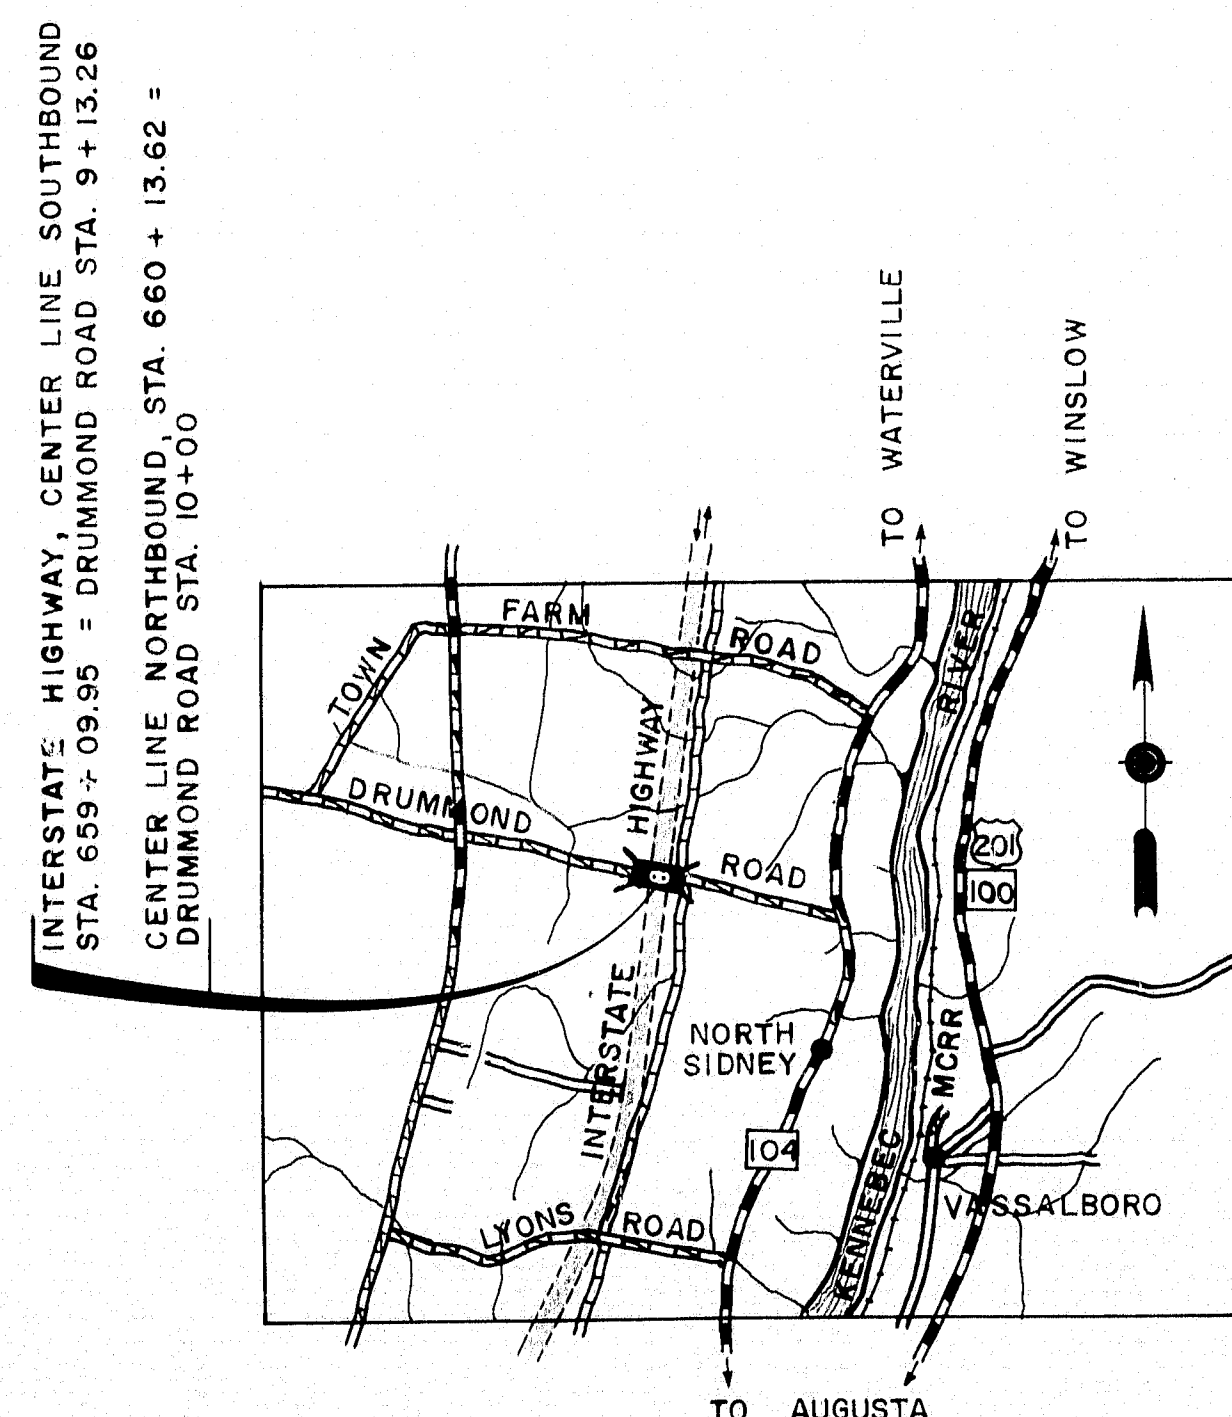 INTERSTATE HIGHWAY, CENTER LINE SOUTHBOUND
STA. 659 + 09.95 = DRUMMOND ROAD STA. 9 + 13.26
CENTER LINE NORTHBOUND, STA. 660 + 13.62 =
DRUMMOND ROAD STA. 10+00
TO WATERVILLE
TO WINSLOW
FARM ROAD
TOWN
RIVER
HIGHWAY
DRUMMOND ROAD
201
100
INTERSTATE
NORTH
SIDNEY
MCRR
104
KENNEBEC
VASSALBORO
LYONS ROAD
TO AUGUSTA